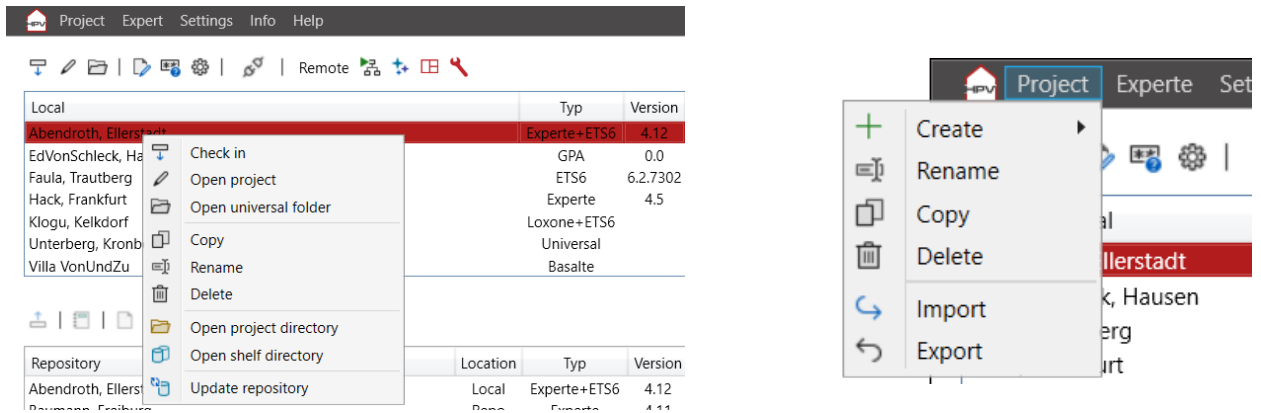 HPV Project Expert Settings Info Help
Remote
Local Typ Version
Abendroth, Ellerstadt Experte+ETS6 4.12
EdVonSchleck, Ha GPA 0.0
Faula, Trautberg ETS6 6.2.7302
Hack, Frankfurt Experte 4.5
Klogu, Kelkdorf Loxone+ETS6
Unterberg, Kronb Universal
Villa VonUndZu Basalte
Check in
Open project
Open universal folder
Copy
Rename
Delete
Open project directory
Open shelf directory
Update repository
Repository Location Typ Version
Abendroth, Ellerst Local Experte+ETS6 4.12
Baumann, Freiburg Repo Experte 4.11
HPV Project Experte Set
Create
Rename
Copy
Delete
Import
Export
al
llerstadt
k, Hausen
erg
urt